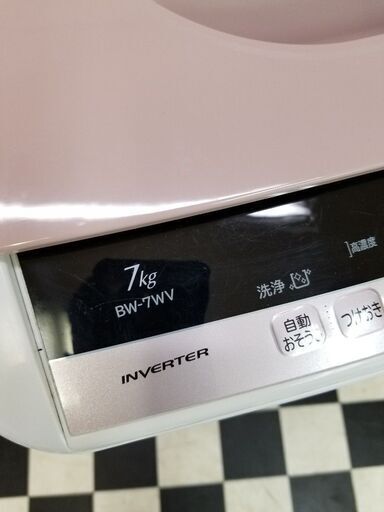 7kg
BW-7WV
洗浄
高濃度
自動
おそうじ
つけおき
INVERTER